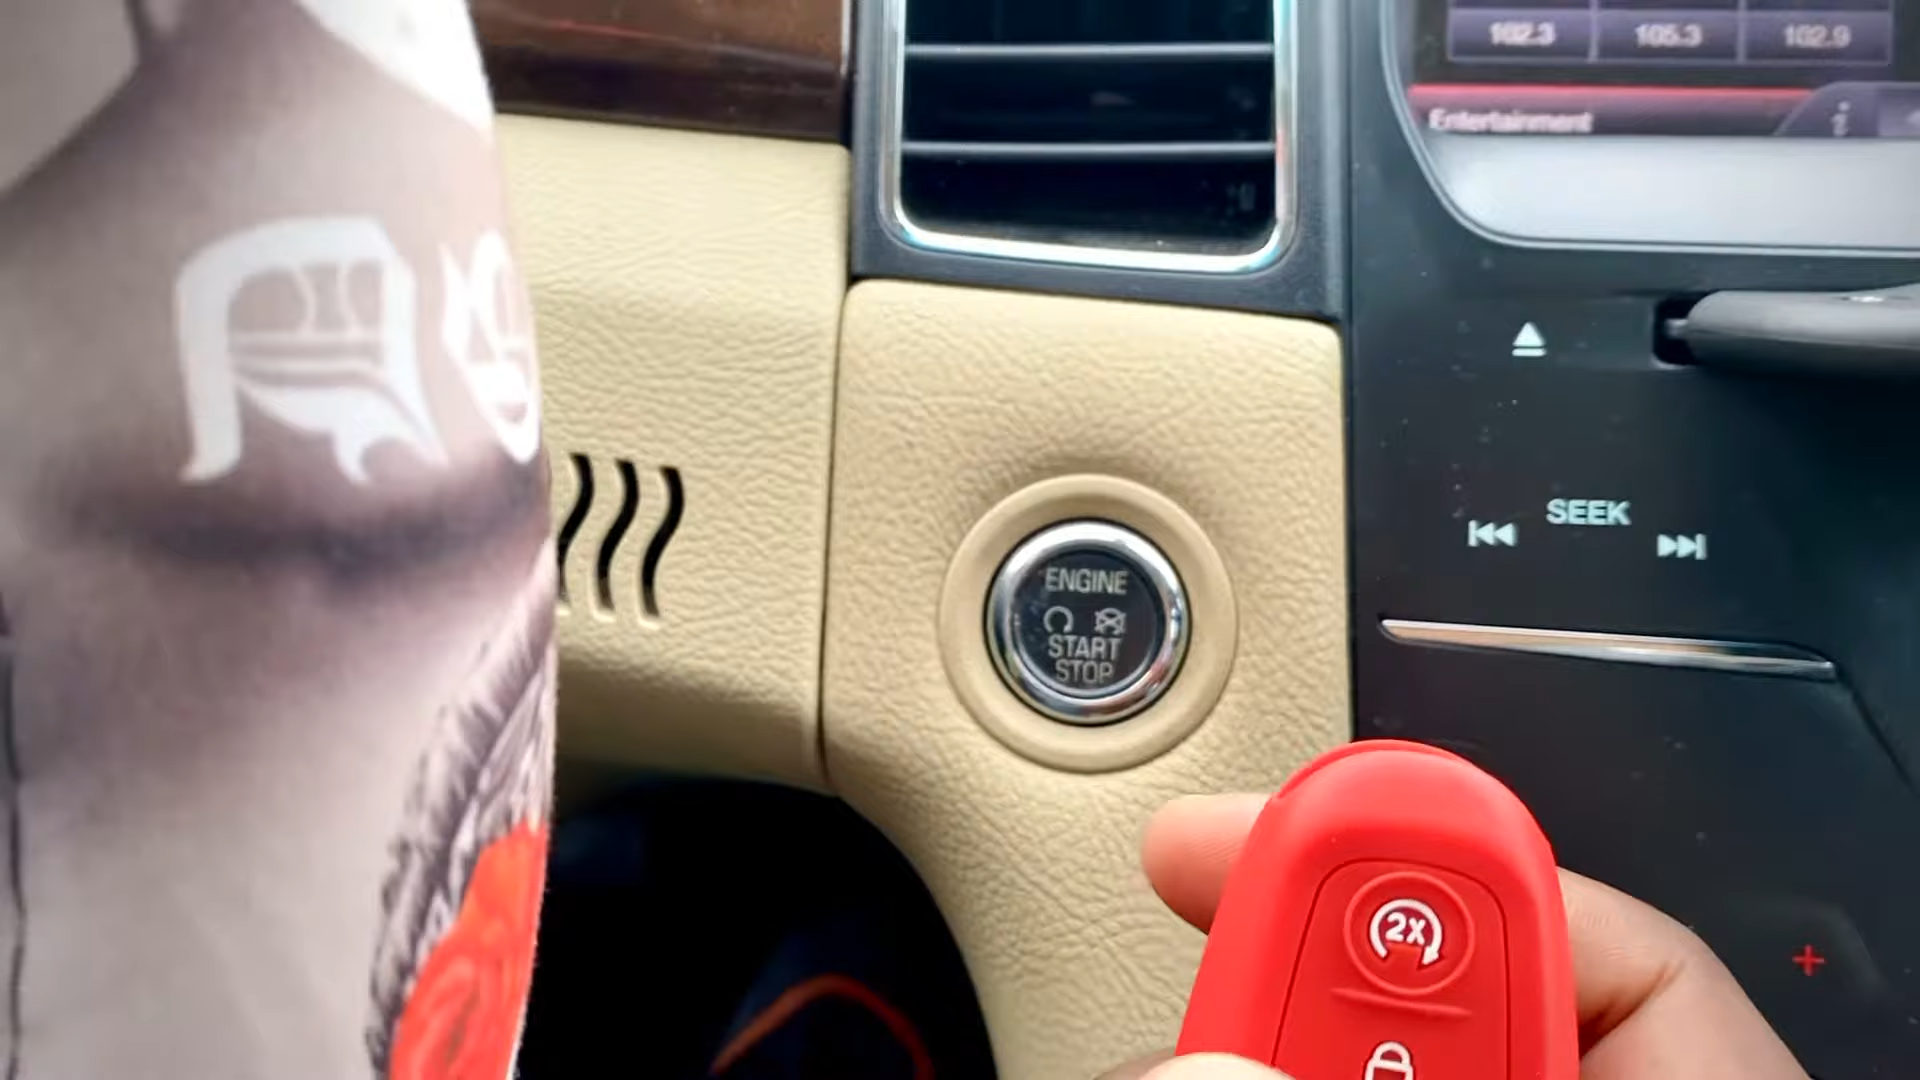 102.3 105.3 102.9
Entertainment
i
SEEK
ENGINE
START
STOP
2X
+